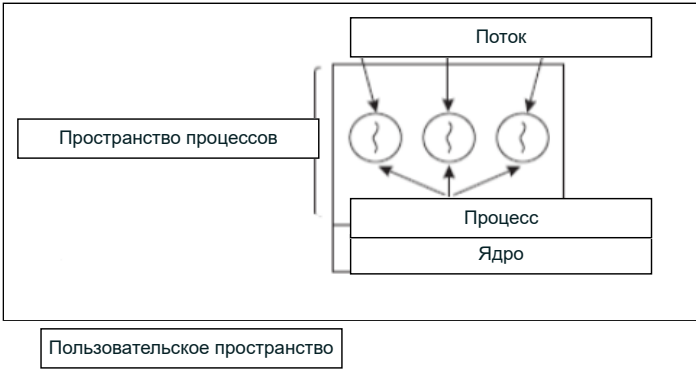 Поток
Пространство процессов
Процесс
Ядро
Пользовательское пространство